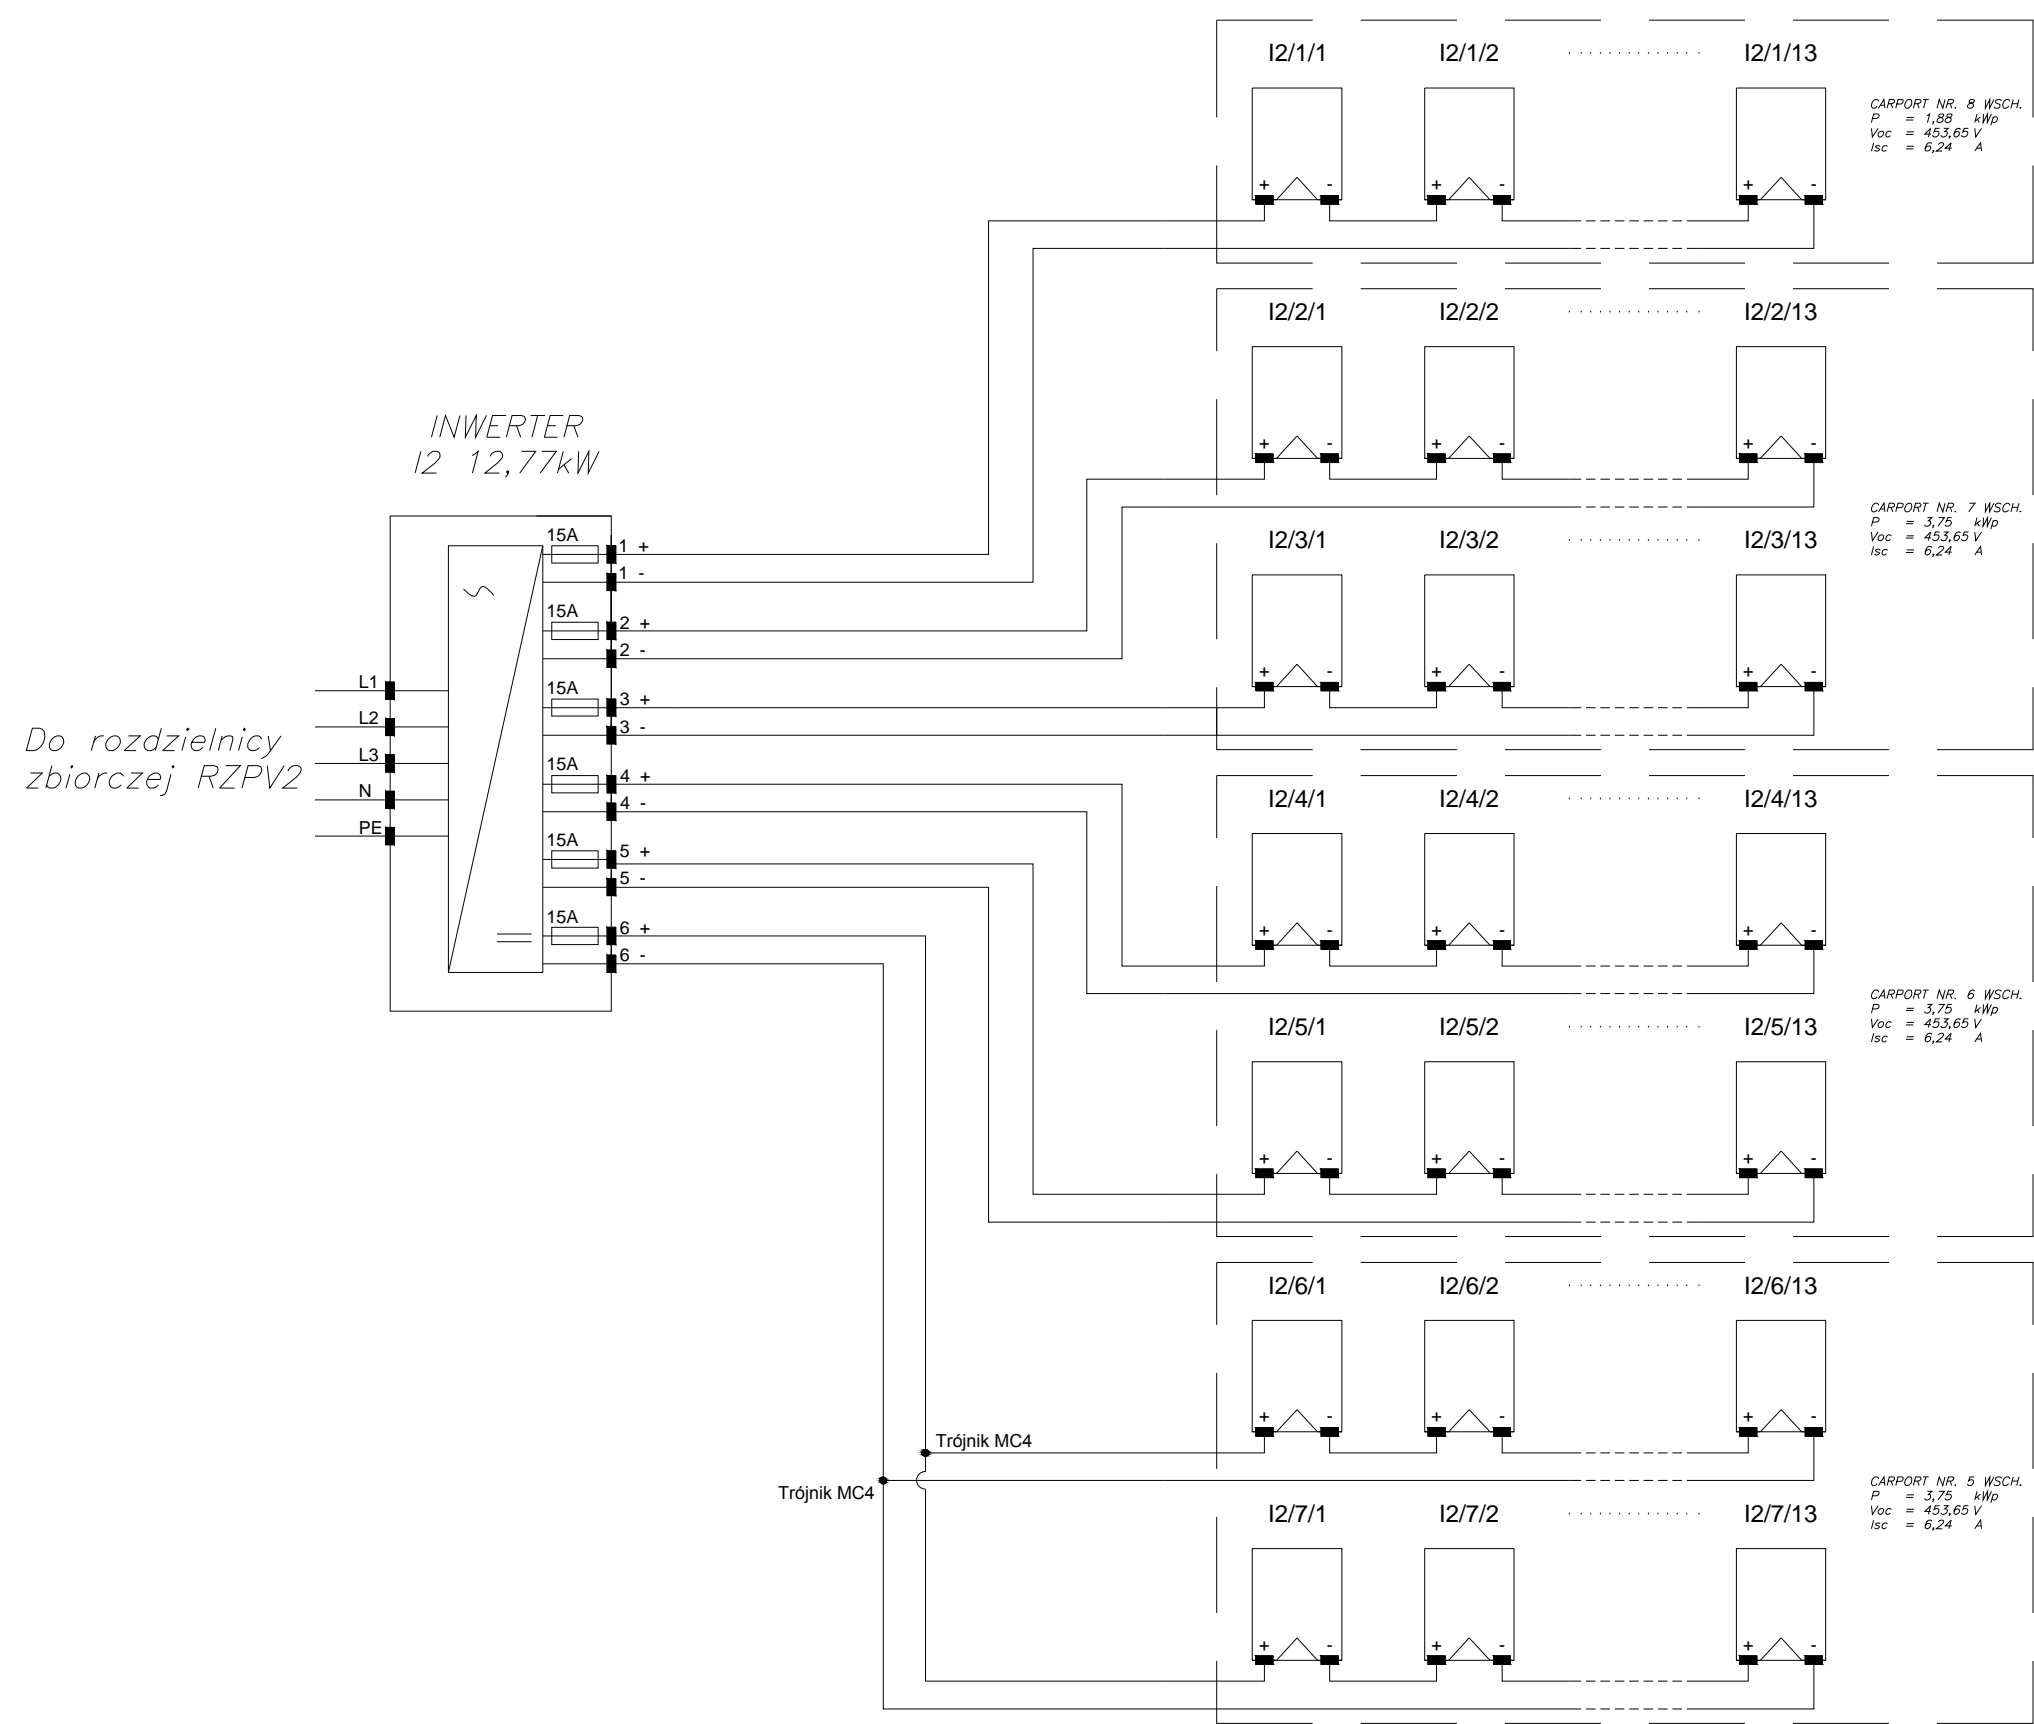 I2/1/1 I2/1/2 ............... I2/1/13
CARPORT NR. 8 WSCH.
P = 1,88 kWp
Voc = 453,65 V
Isc = 6,24 A
+ - + - + -
I2/2/1 I2/2/2 ............... I2/2/13
+ - + - + -
CARPORT NR. 7 WSCH.
P = 3,75 kWp
Voc = 453,65 V
Isc = 6,24 A
I2/3/1 I2/3/2 ............... I2/3/13
+ - + - + -
INWERTER
I2 12,77kW
15A 1 +
1 -
15A 2 +
2 -
15A 3 +
3 -
15A 4 +
4 -
15A 5 +
5 -
15A 6 +
6 -
L1
L2
L3
N
PE
Do rozdzielnicy
zbiorczej RZPV2
I2/4/1 I2/4/2 ............... I2/4/13
+ - + - + -
CARPORT NR. 6 WSCH.
P = 3,75 kWp
Voc = 453,65 V
Isc = 6,24 A
I2/5/1 I2/5/2 ............... I2/5/13
+ - + - + -
I2/6/1 I2/6/2 ............... I2/6/13
+ - + - + -
Trójnik MC4
Trójnik MC4
CARPORT NR. 5 WSCH.
P = 3,75 kWp
Voc = 453,65 V
Isc = 6,24 A
I2/7/1 I2/7/2 ............... I2/7/13
+ - + - + -